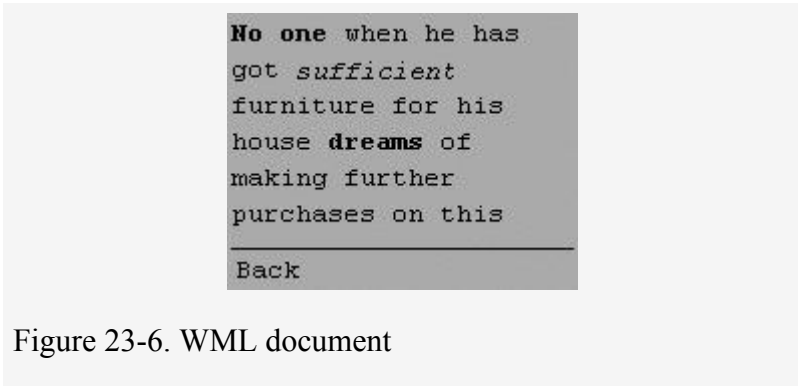 No one when he has
got sufficient
furniture for his
house dreams of
making further
purchases on this
Back
Figure 23-6. WML document